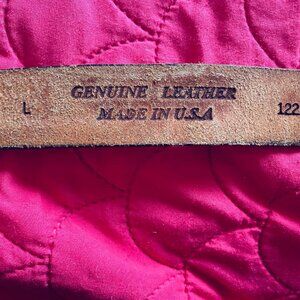 GENUINE LEATHER
L
MADE IN U.S.A
122